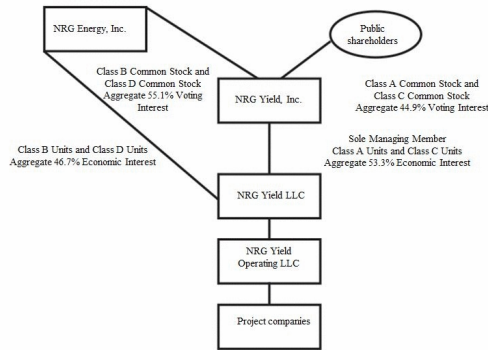 NRG Energy, Inc.
Public
shareholders
Class B Common Stock and
Class D Common Stock
Aggregate 55.1% Voting
Interest
NRG Yield, Inc.
Class A Common Stock and
Class C Common Stock
Aggregate 44.9% Voting Interest
Class B Units and Class D Units
Aggregate 46.7% Economic Interest
Sole Managing Member
Class A Units and Class C Units
Aggregate 53.3% Economic Interest
NRG Yield LLC
NRG Yield
Operating LLC
Project companies